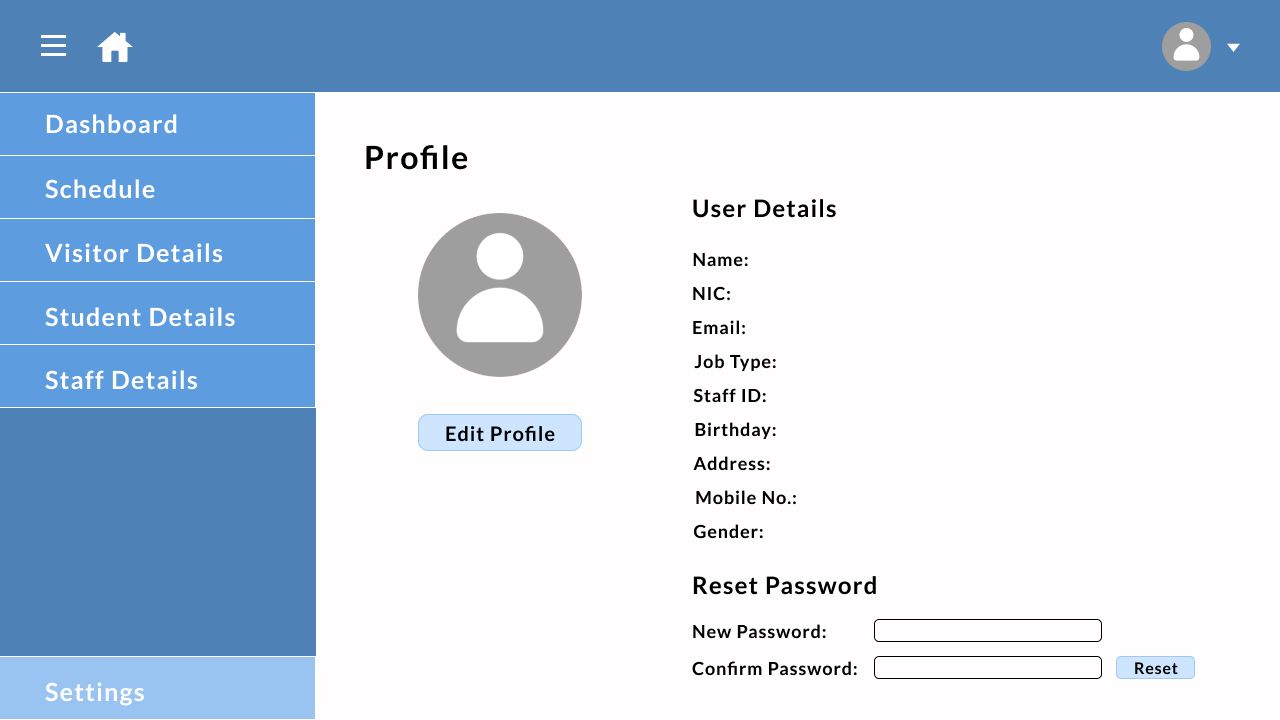 Dashboard
Schedule
Visitor Details
Student Details
Staff Details
Settings
Profile
Edit Profile
User Details
Name:
NIC:
Email:
Job Type:
Staff ID:
Birthday:
Address:
Mobile No.:
Gender:
Reset Password
New Password:
Confirm Password: Reset